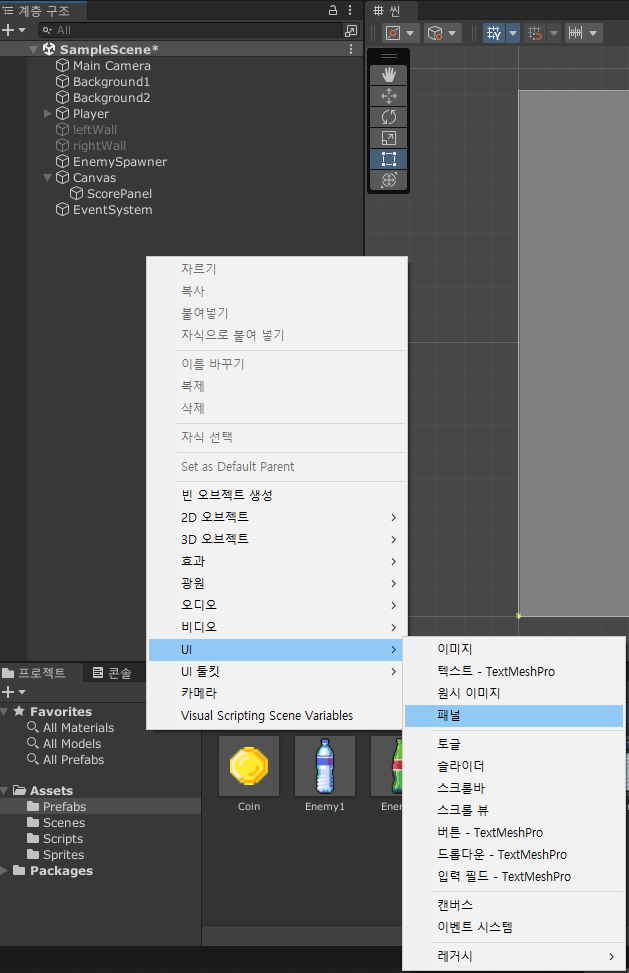 계층 구조
All
SampleScene*
Main Camera
Background1
Background2
Player
leftWall
rightWall
EnemySpawner
Canvas
ScorePanel
EventSystem
씬
자르기
복사
붙여넣기
자식으로 붙여 넣기
이름 바꾸기
복제
삭제
자식 선택
Set as Default Parent
빈 오브젝트 생성
2D 오브젝트
3D 오브젝트
효과
광원
오디오
비디오
UI
UI 툴킷
카메라
Visual Scripting Scene Variables
이미지
텍스트 - TextMeshPro
원시 이미지
패널
토글
슬라이더
스크롤바
스크롤 뷰
버튼 - TextMeshPro
드롭다운 - TextMeshPro
입력 필드 - TextMeshPro
캔버스
이벤트 시스템
레거시
프로젝트
콘솔
Favorites
All Materials
All Models
All Prefabs
Assets
Prefabs
Scenes
Scripts
Sprites
Packages
Coin
Enemy1